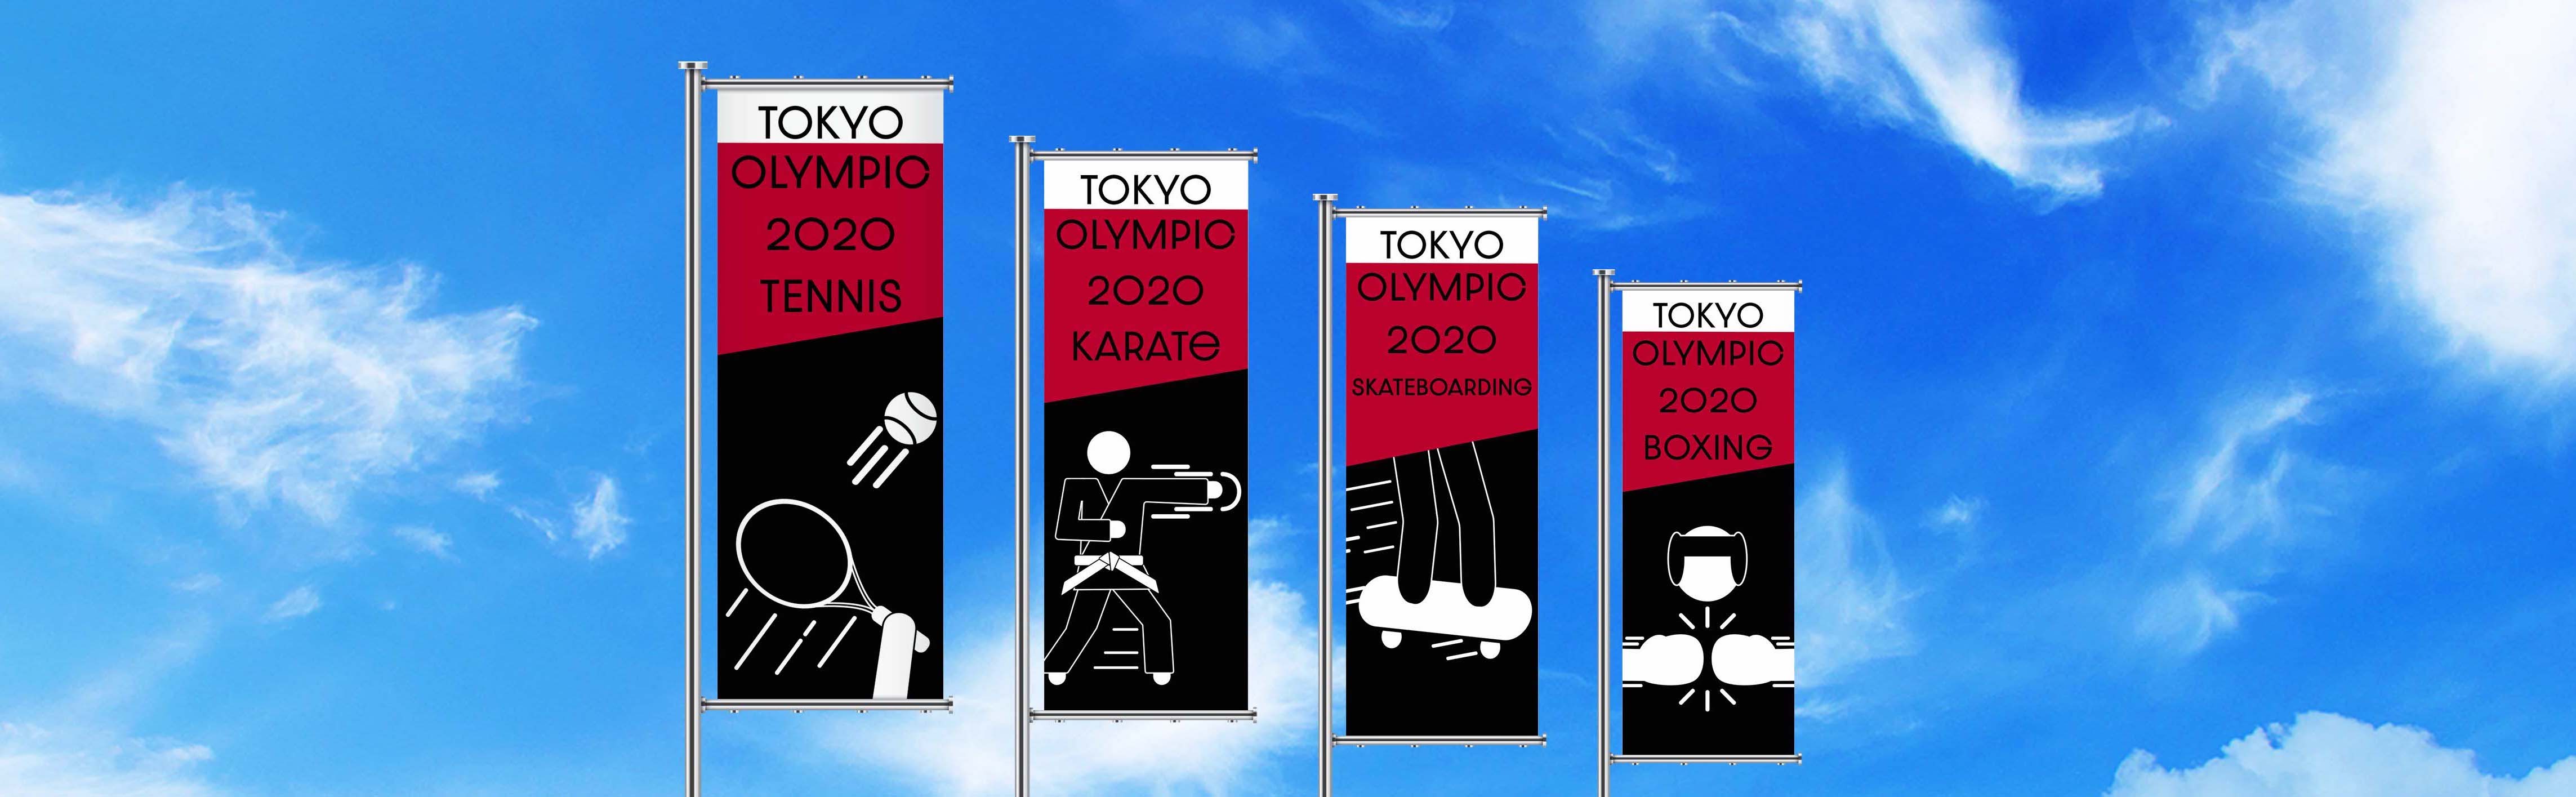 TOKYO
OLYMPIC
2020
TENNIS
TOKYO
OLYMPIC
2020
KARATe
TOKYO
OLYMPIC
2020
SKATEBOARDING
TOKYO
OLYMPIC
2020
BOXING